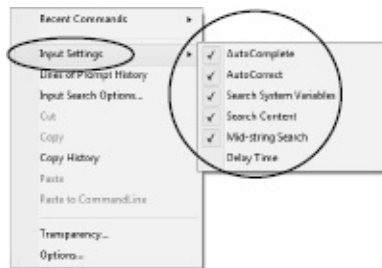 Recent Commands
Input Settings
Lines of Prompt History
Input Search Options...
Cut
Copy
Copy History
Paste
Paste to CommandLine
Transparency...
Options...
AutoComplete
AutoCorrect
Search System Variables
Search Content
Mid-string Search
Delay Time